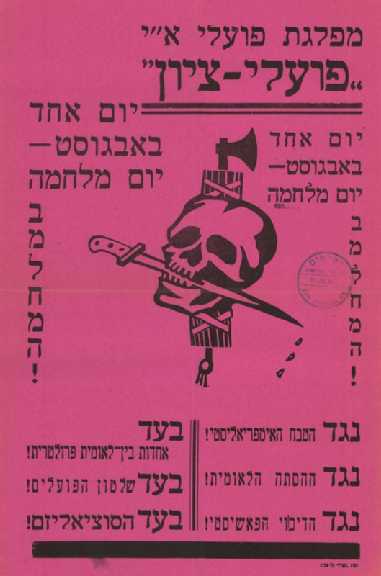 מפלגת פועלי א״י
״פועלי-ציון״
יום אחד
באבגוסט—
יום מלחמה
במלחמה!
יום אחד
באבגוסט—
יום מלחמה
במלחמה!
נגד הטבח האימפריאליסטי!
נגד ההסתה הלאומית!
נגד הדיכוי הפאשיסטי!
בעד
אחדות בין-לאומית פרולטרית!
בעד שלטון הפועלים!
בעד הסוציאליזם!